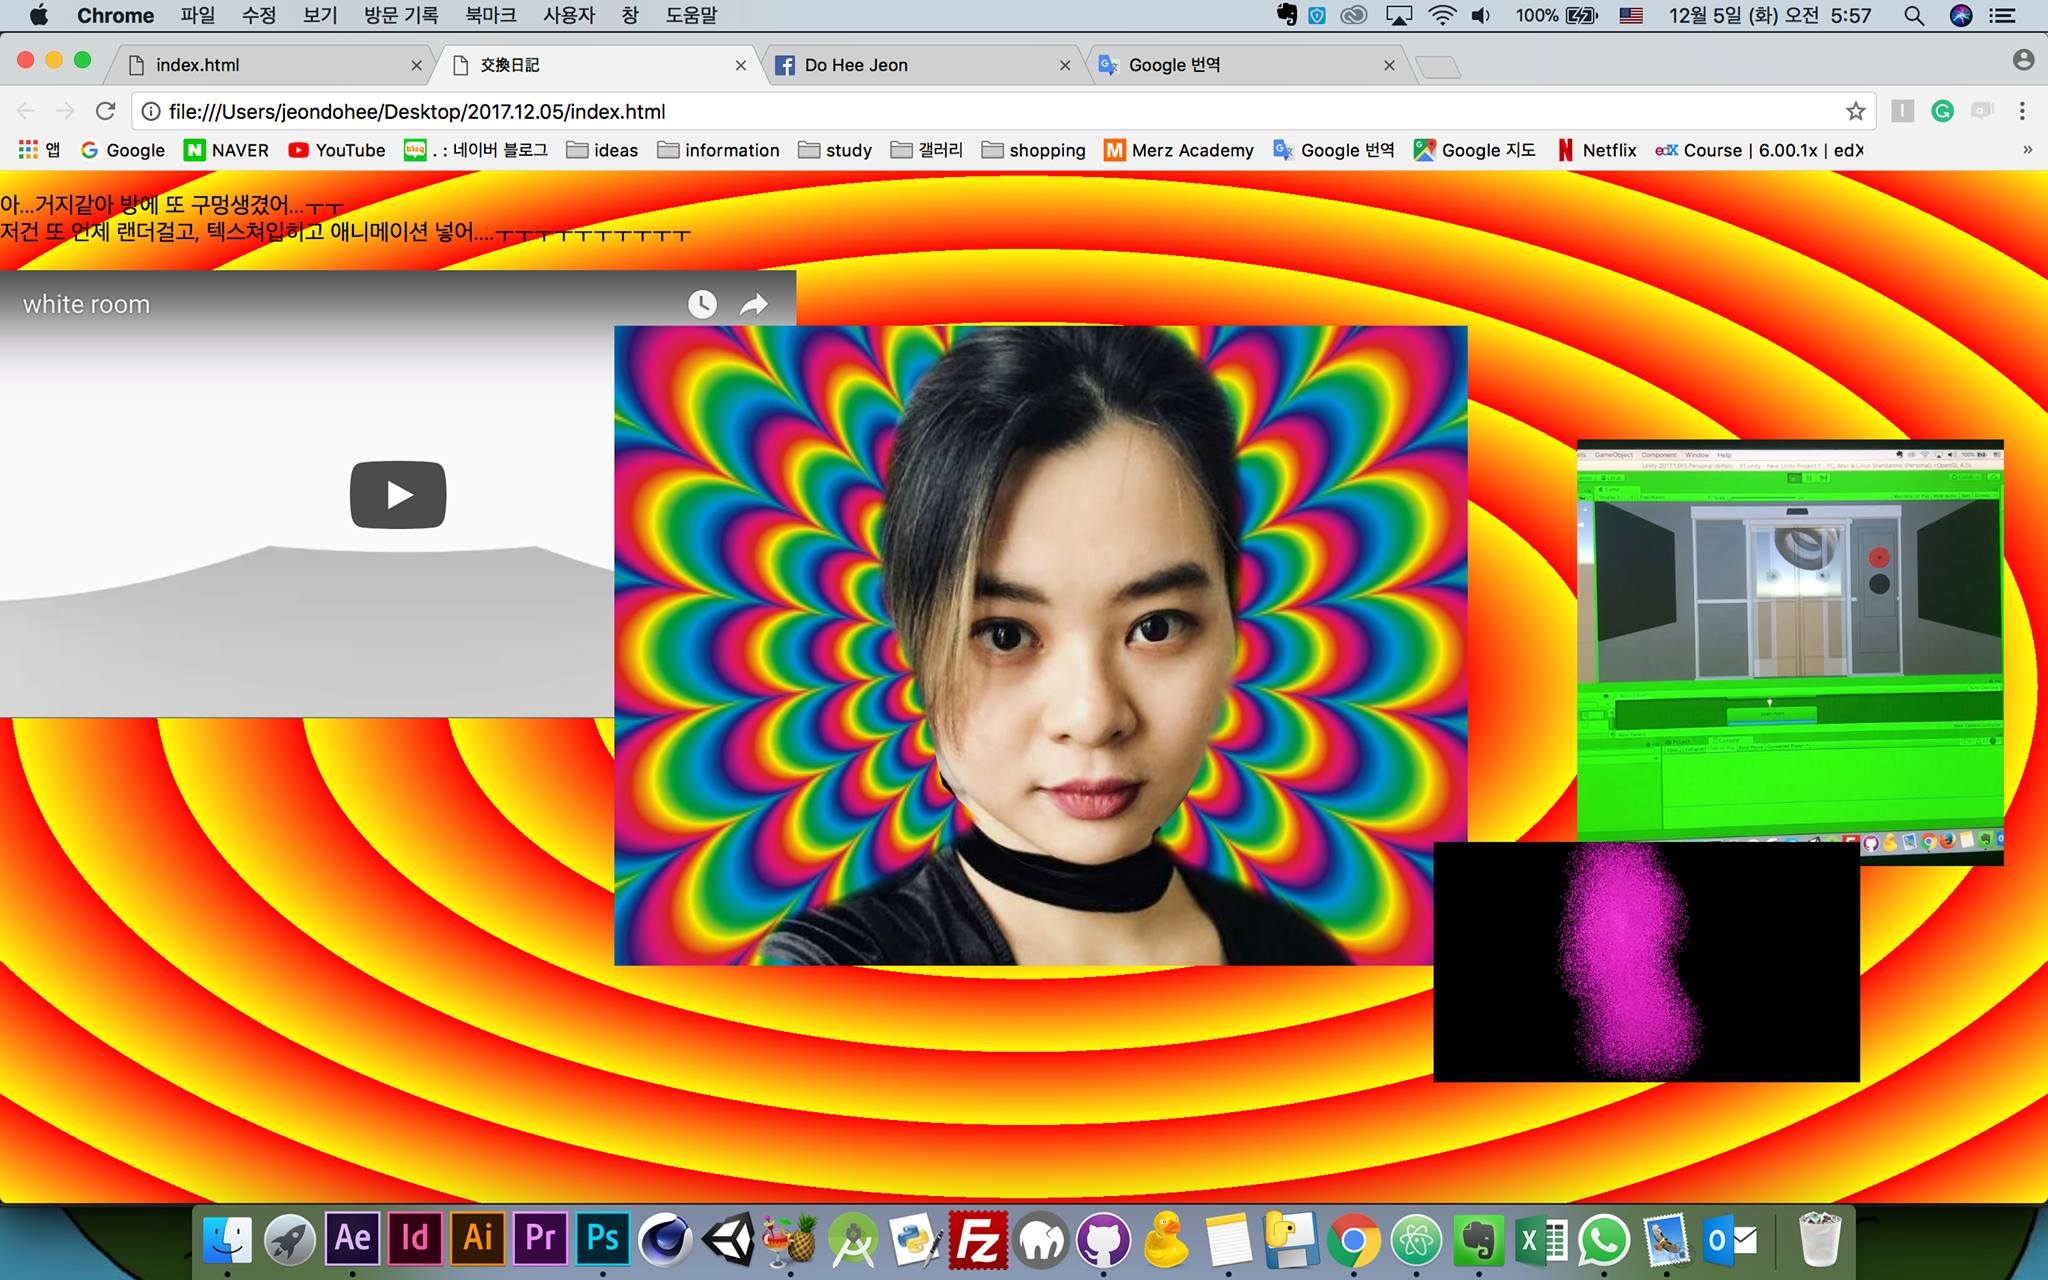 Chrome 파일 수정 보기 방문 기록 북마크 사용자 창 도움말 100% 12월 5일 (화) 오전 5:57
index.html 交換日記 Do Hee Jeon Google 번역
file:///Users/jeondohee/Desktop/2017.12.05/index.html
앱 Google NAVER YouTube . : 네이버 블로그 ideas information study 갤러리 shopping Merz Academy Google 번역 Google 지도 Netflix Course | 6.00.1x | edX »
아...거지같아 방에 또 구멍생겼어...ㅜㅜ
저건 또 언제 랜더걸고, 텍스쳐입히고 애니메이션 넣어....ㅜㅜㅜㅜㅜㅜㅜㅜㅜㅜ
white room
GameObject Component Window Help
Ae Id Ai Pr Ps Fz